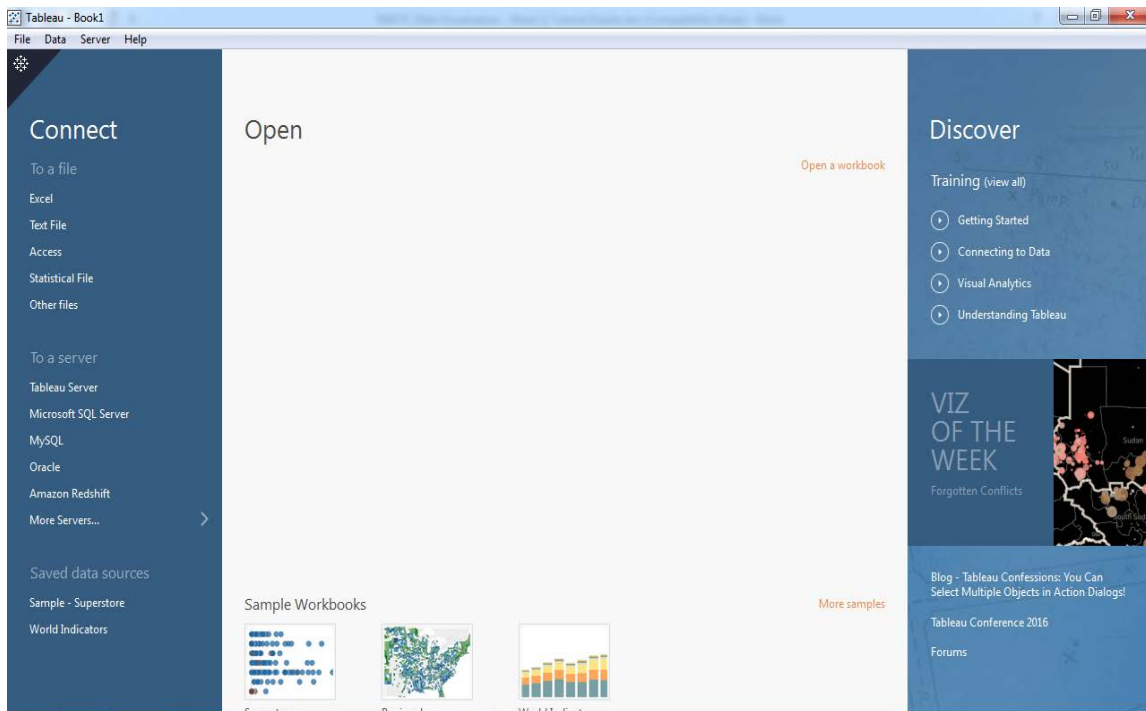 Tableau - Book1
File Data Server Help
Connect
To a file
Excel
Text File
Access
Statistical File
Other files
To a server
Tableau Server
Microsoft SQL Server
MySQL
Oracle
Amazon Redshift
More Servers...
Saved data sources
Sample - Superstore
World Indicators
Open
Open a workbook
Sample Workbooks
More samples
Discover
Training (view all)
Getting Started
Connecting to Data
Visual Analytics
Understanding Tableau
VIZ
OF THE
WEEK
Forgotten Conflicts
Sudan
Blog - Tableau Confessions: You Can
Select Multiple Objects in Action Dialogs!
Tableau Conference 2016
Forums